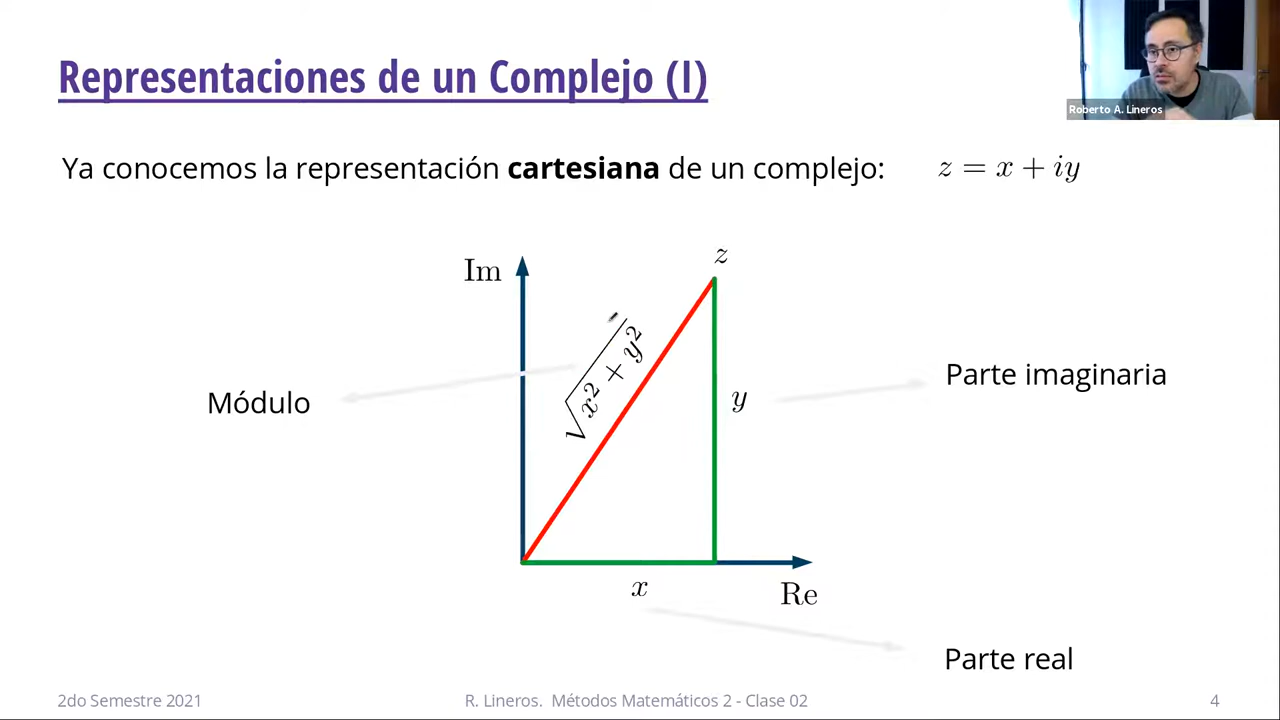 Representaciones de un Complejo (I)
Roberto A. Lineros
Ya conocemos la representación cartesiana de un complejo: z = x + iy
z
Im
√x² + y²
Parte imaginaria
Módulo
y
x
Re
Parte real
2do Semestre 2021
R. Lineros. Métodos Matemáticos 2 - Clase 02
4